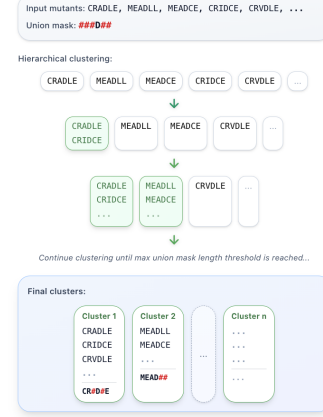 Input mutants: CRADLE, MEADLL, MEADCE, CRIDCE, CRVDLE, ...
Union mask: ###D##
Hierarchical clustering:
CRADLE MEADLL MEADCE CRIDCE CRVDLE ...
CRADLE MEADLL MEADCE CRVDLE ...
CRIDCE
CRADLE MEADLL CRVDLE ...
CRIDCE MEADCE
... ...
Continue clustering until max union mask length threshold is reached...
Final clusters:
Cluster 1 Cluster 2 Cluster n
CRADLE MEADLL ...
CRIDCE MEADCE ...
CRVDLE ... ... ...
... MEAD## ...
CR#D#E